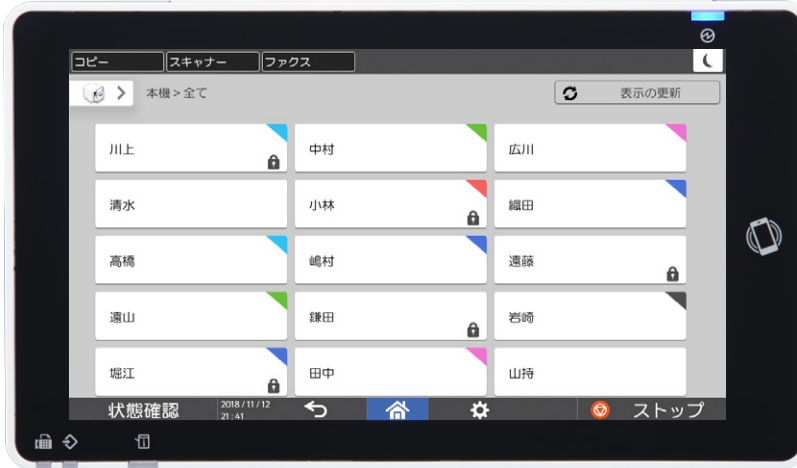 コピー
スキャナー
ファクス
本機 > 全て
表示の更新
川上
中村
広川
清水
小林
織田
高橋
嶋村
遠藤
遠山
鎌田
岩崎
堀江
田中
山持
状態確認
2018/11/12
21:41
ストップ